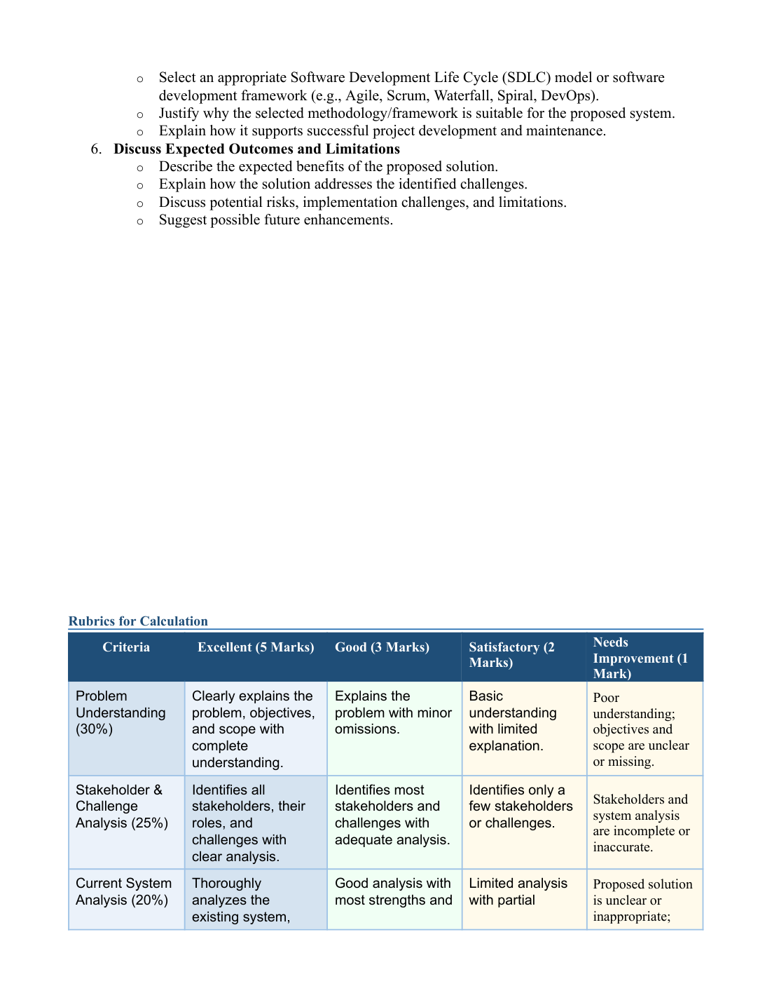 o Select an appropriate Software Development Life Cycle (SDLC) model or software
development framework (e.g., Agile, Scrum, Waterfall, Spiral, DevOps).
o Justify why the selected methodology/framework is suitable for the proposed system.
o Explain how it supports successful project development and maintenance.
6. Discuss Expected Outcomes and Limitations
o Describe the expected benefits of the proposed solution.
o Explain how the solution addresses the identified challenges.
o Discuss potential risks, implementation challenges, and limitations.
o Suggest possible future enhancements.
Rubrics for Calculation
Criteria
Excellent (5 Marks)
Good (3 Marks)
Satisfactory (2
Marks)
Needs
Improvement (1
Mark)
Problem
Understanding
(30%)
Clearly explains the
problem, objectives,
and scope with
complete
understanding.
Explains the
problem with minor
omissions.
Basic
understanding
with limited
explanation.
Poor
understanding;
objectives and
scope are unclear
or missing.
Stakeholder &
Challenge
Analysis (25%)
Identifies all
stakeholders, their
roles, and
challenges with
clear analysis.
Identifies most
stakeholders and
challenges with
adequate analysis.
Identifies only a
few stakeholders
or challenges.
Stakeholders and
system analysis
are incomplete or
inaccurate.
Current System
Analysis (20%)
Thoroughly
analyzes the
existing system,
Good analysis with
most strengths and
Limited analysis
with partial
Proposed solution
is unclear or
inappropriate;